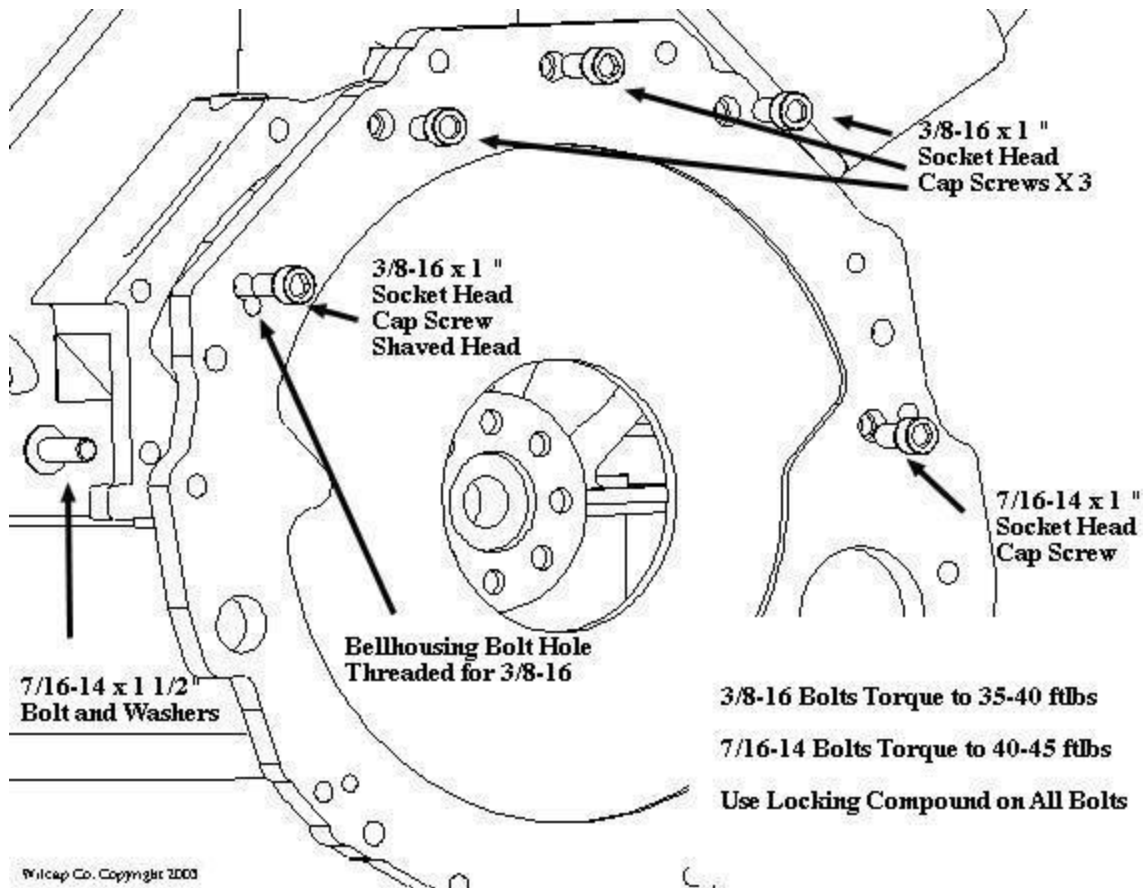 3/8-16 x 1 "
Socket Head
Cap Screws X 3
3/8-16 x 1 "
Socket Head
Cap Screw
Shaved Head
7/16-14 x 1 "
Socket Head
Cap Screw
Bellhousing Bolt Hole
Threaded for 3/8-16
7/16-14 x 1 1/2"
Bolt and Washers
3/8-16 Bolts Torque to 35-40 ftlbs
7/16-14 Bolts Torque to 40-45 ftlbs
Use Locking Compound on All Bolts
Wilcap Co. Copyright 2003